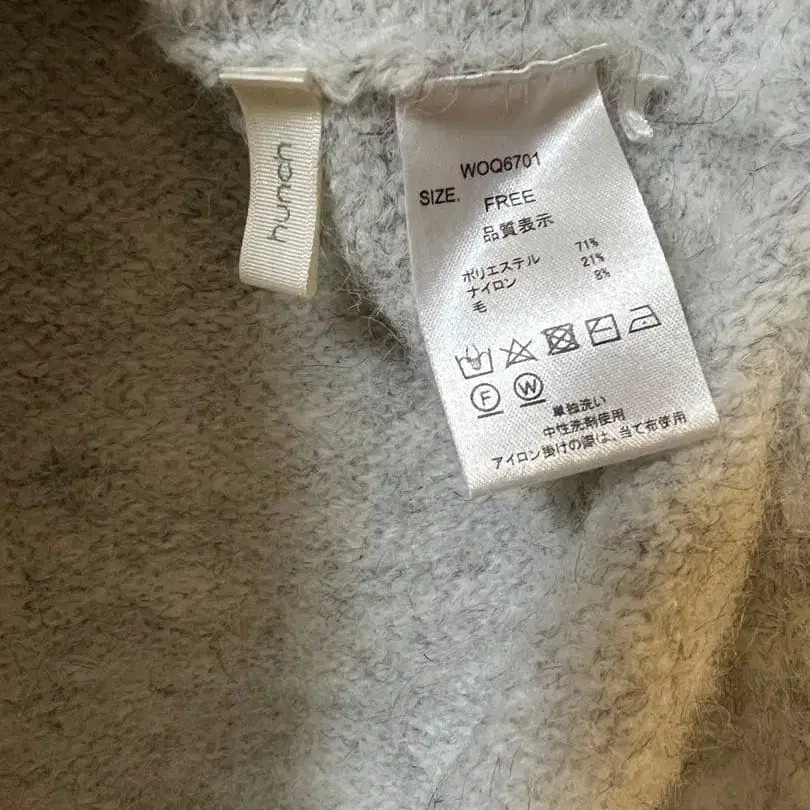 human
WOQ6701
SIZE. FREE
品質表示
ポリエステル 71%
ナイロン 21%
毛 8%
F W
単独洗い
中性洗剤使用
アイロン掛けの際は、当て布使用